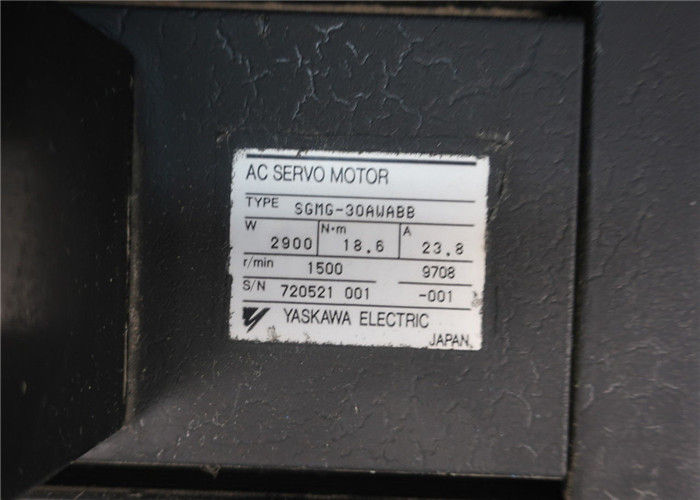 AC SERVO MOTOR
TYPE SGMG-30AWABB
W 2900 N·m 18.6 A 23.8
r/min 1500 9708
S/N 720521 001 -001
YASKAWA ELECTRIC
JAPAN